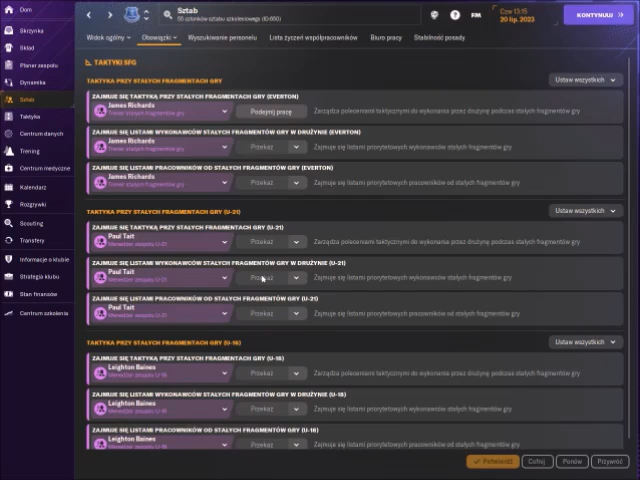 Dom
Skrzynka
Skład
Planer zespołu
Dynamika
Sztab
Taktyka
Centrum danych
Trening
Centrum medyczne
Kalendarz
Rozgrywki
Scouting
Transfery
Informacje o klubie
Strategia klubu
Stan finansów
Centrum szkolenia
Sztab
FM
Czw 13:15
20 lip. 2023
KONTYNUUJ
Widok ogólny
Obowiązki
Wyszukiwanie personelu
Lista życzeń współpracowników
Biuro pracy
Stabilność posady
TAKTYKI SFG
TAKTYKA PRZY STAŁYCH FRAGMENTACH GRY
Ustaw wszystkich
ZAJMUJE SIĘ TAKTYKĄ PRZY STAŁYCH FRAGMENTACH GRY (EVERTON)
James Richards
Trener stałych fragmentów gry
Podejmij pracę
Zarządza poleceniami taktycznymi do wykonania przez drużynę podczas stałych fragmentów gry
ZAJMUJE SIĘ LISTAMI WYKONAWCÓW STAŁYCH FRAGMENTÓW GRY W DRUŻYNIE (EVERTON)
James Richards
Trener stałych fragmentów gry
Przekaż
Zajmuje się listami priorytetowych wykonawców stałych fragmentów gry
ZAJMUJE SIĘ LISTAMI PRACOWNIKÓW OD STAŁYCH FRAGMENTÓW GRY (EVERTON)
James Richards
Trener stałych fragmentów gry
Przekaż
Zajmuje się listami priorytetowych pracowników od stałych fragmentów gry
TAKTYKA PRZY STAŁYCH FRAGMENTACH GRY (U-21)
Ustaw wszystkich
ZAJMUJE SIĘ TAKTYKĄ PRZY STAŁYCH FRAGMENTACH GRY (U-21)
Paul Tait
Menedżer zespołu U-21
Przekaż
Zarządza poleceniami taktycznymi do wykonania przez drużynę podczas stałych fragmentów gry
ZAJMUJE SIĘ LISTAMI WYKONAWCÓW STAŁYCH FRAGMENTÓW GRY W DRUŻYNIE (U-21)
Paul Tait
Menedżer zespołu U-21
Przekaż
Zajmuje się listami priorytetowych wykonawców stałych fragmentów gry
ZAJMUJE SIĘ LISTAMI PRACOWNIKÓW OD STAŁYCH FRAGMENTÓW GRY (U-21)
Paul Tait
Menedżer zespołu U-21
Przekaż
Zajmuje się listami priorytetowych pracowników od stałych fragmentów gry
TAKTYKA PRZY STAŁYCH FRAGMENTACH GRY (U-18)
Ustaw wszystkich
ZAJMUJE SIĘ TAKTYKĄ PRZY STAŁYCH FRAGMENTACH GRY (U-18)
Leighton Baines
Menedżer zespołu U-18
Przekaż
Zarządza poleceniami taktycznymi do wykonania przez drużynę podczas stałych fragmentów gry
ZAJMUJE SIĘ LISTAMI WYKONAWCÓW STAŁYCH FRAGMENTÓW GRY W DRUŻYNIE (U-18)
Leighton Baines
Menedżer zespołu U-18
Przekaż
Zajmuje się listami priorytetowych wykonawców stałych fragmentów gry
ZAJMUJE SIĘ LISTAMI PRACOWNIKÓW OD STAŁYCH FRAGMENTÓW GRY (U-18)
Leighton Baines
Przekaż
Zajmuje się listami priorytetowych pracowników od stałych fragmentów gry
Potwierdź
Cofnij
Ponów
Przywróć